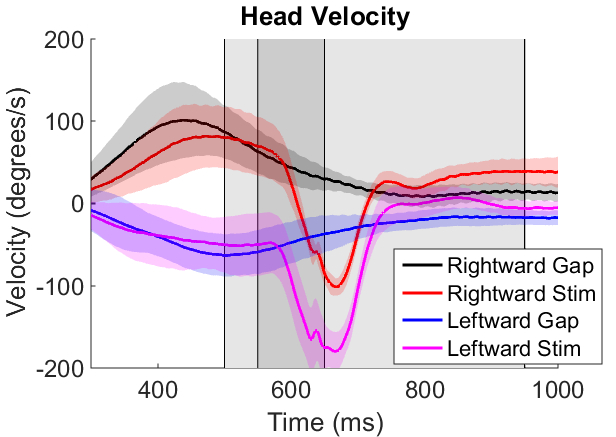 Head Velocity
Velocity (degrees/s)
200
100
0
-100
-200
400
600
800
1000
Time (ms)
Rightward Gap
Rightward Stim
Leftward Gap
Leftward Stim